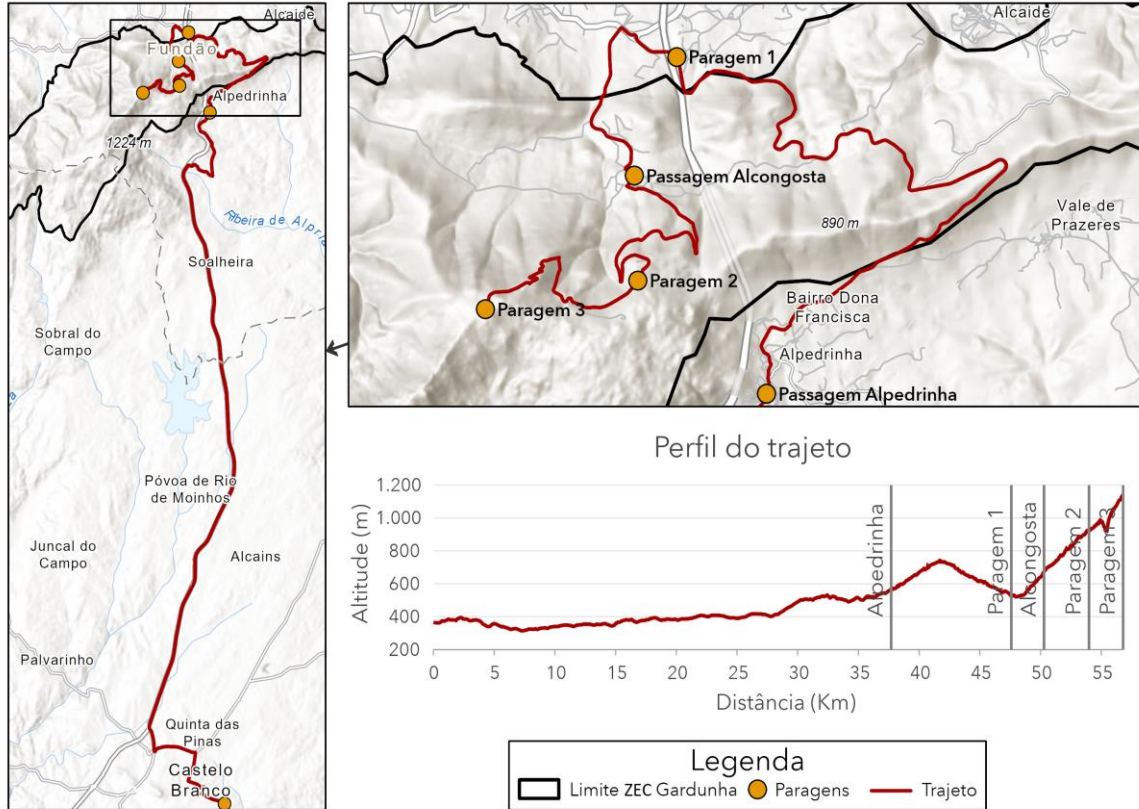 Alcaide
Fundão
Alpedrinha
1224 m
Ribeira de Alpria
Soalheira
Sobral do
Campo
Póvoa de Rio
de Moinhos
Juncal do
Campo
Alcains
Palvarinho
Quinta das
Pinas
Castelo
Branco
Alcaide
Paragem 1
Passagem Alcongosta
890 m
Vale de
Prazeres
Paragem 2
Paragem 3
Bairro Dona
Francisca
Alpedrinha
Passagem Alpedrinha
Perfil do trajeto
Altitude (m)
1.200
1.000
800
600
400
200
Alpedrinha
Paragem 1
Alcongosta
Paragem 2
Paragem 3
0 5 10 15 20 25 30 35 40 45 50 55
Distância (Km)
Legenda
Limite ZEC Gardunha Paragens Trajeto